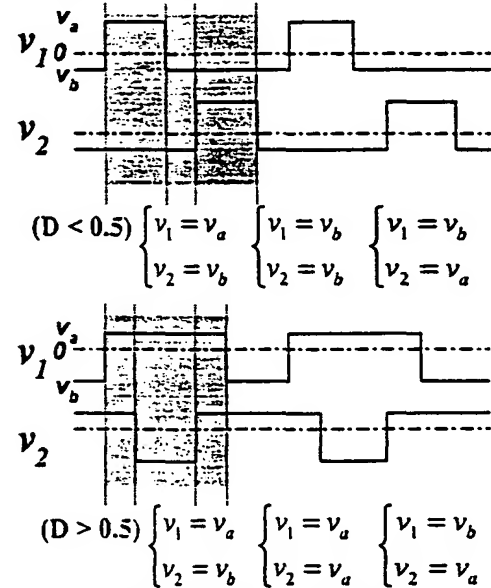 v_a
v_1 0
v_b
v_2
(D < 0.5) { v_1 = v_a { v_1 = v_b { v_1 = v_b
v_2 = v_b v_2 = v_b v_2 = v_a
v_a
v_1 0
v_b
v_2
(D > 0.5) { v_1 = v_a { v_1 = v_a { v_1 = v_b
v_2 = v_b v_2 = v_a v_2 = v_a